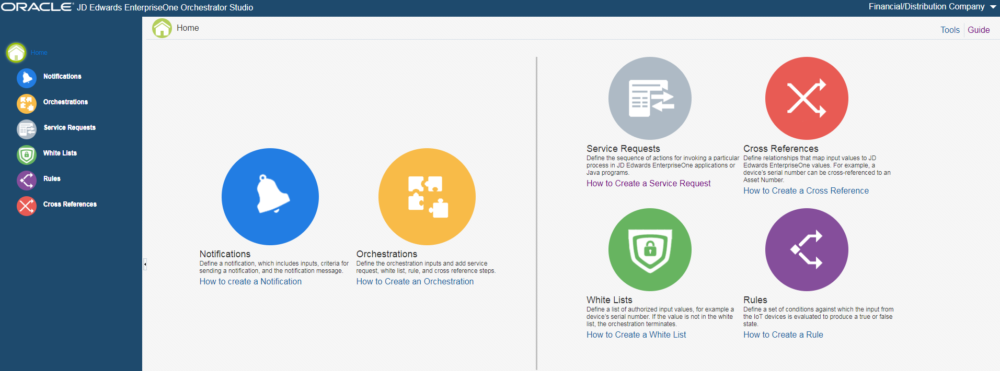 ORACLE® JD Edwards EnterpriseOne Orchestrator Studio
Financial/Distribution Company
Home
Notifications
Orchestrations
Service Requests
White Lists
Rules
Cross References
Home
Tools
Guide
Notifications
Define a notification, which includes inputs, criteria for
sending a notification, and the notification message.
How to create a Notification
Orchestrations
Define the orchestration inputs and add service
request, white list, rule, and cross reference steps.
How to Create an Orchestration
Service Requests
Define the sequence of actions for invoking a particular
process in JD Edwards EnterpriseOne applications or
Java programs.
How to Create a Service Request
Cross References
Define relationships that map input values to JD
Edwards EnterpriseOne values. For example, a
device's serial number can be cross-referenced to an
Asset Number.
How to Create a Cross Reference
White Lists
Define a list of authorized input values, for example a
device's serial number. If the value is not in the white
list, the orchestration terminates.
How to Create a White List
Rules
Define a set of conditions against which the input from
the IoT devices is evaluated to produce a true or false
state.
How to Create a Rule